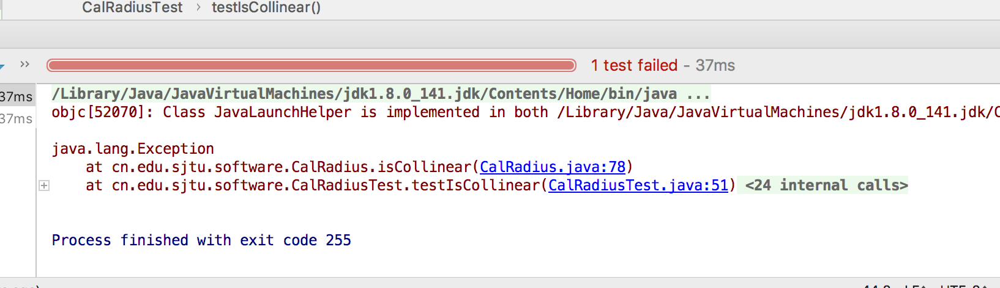 CalRadiusTest › testIsCollinear()
» 1 test failed - 37ms
37ms /Library/Java/JavaVirtualMachines/jdk1.8.0_141.jdk/Contents/Home/bin/java ...
37ms objc[52070]: Class JavaLaunchHelper is implemented in both /Library/Java/JavaVirtualMachines/jdk1.8.0_141.jdk/C
java.lang.Exception
at cn.edu.sjtu.software.CalRadius.isCollinear(CalRadius.java:78)
at cn.edu.sjtu.software.CalRadiusTest.testIsCollinear(CalRadiusTest.java:51) <24 internal calls>
Process finished with exit code 255